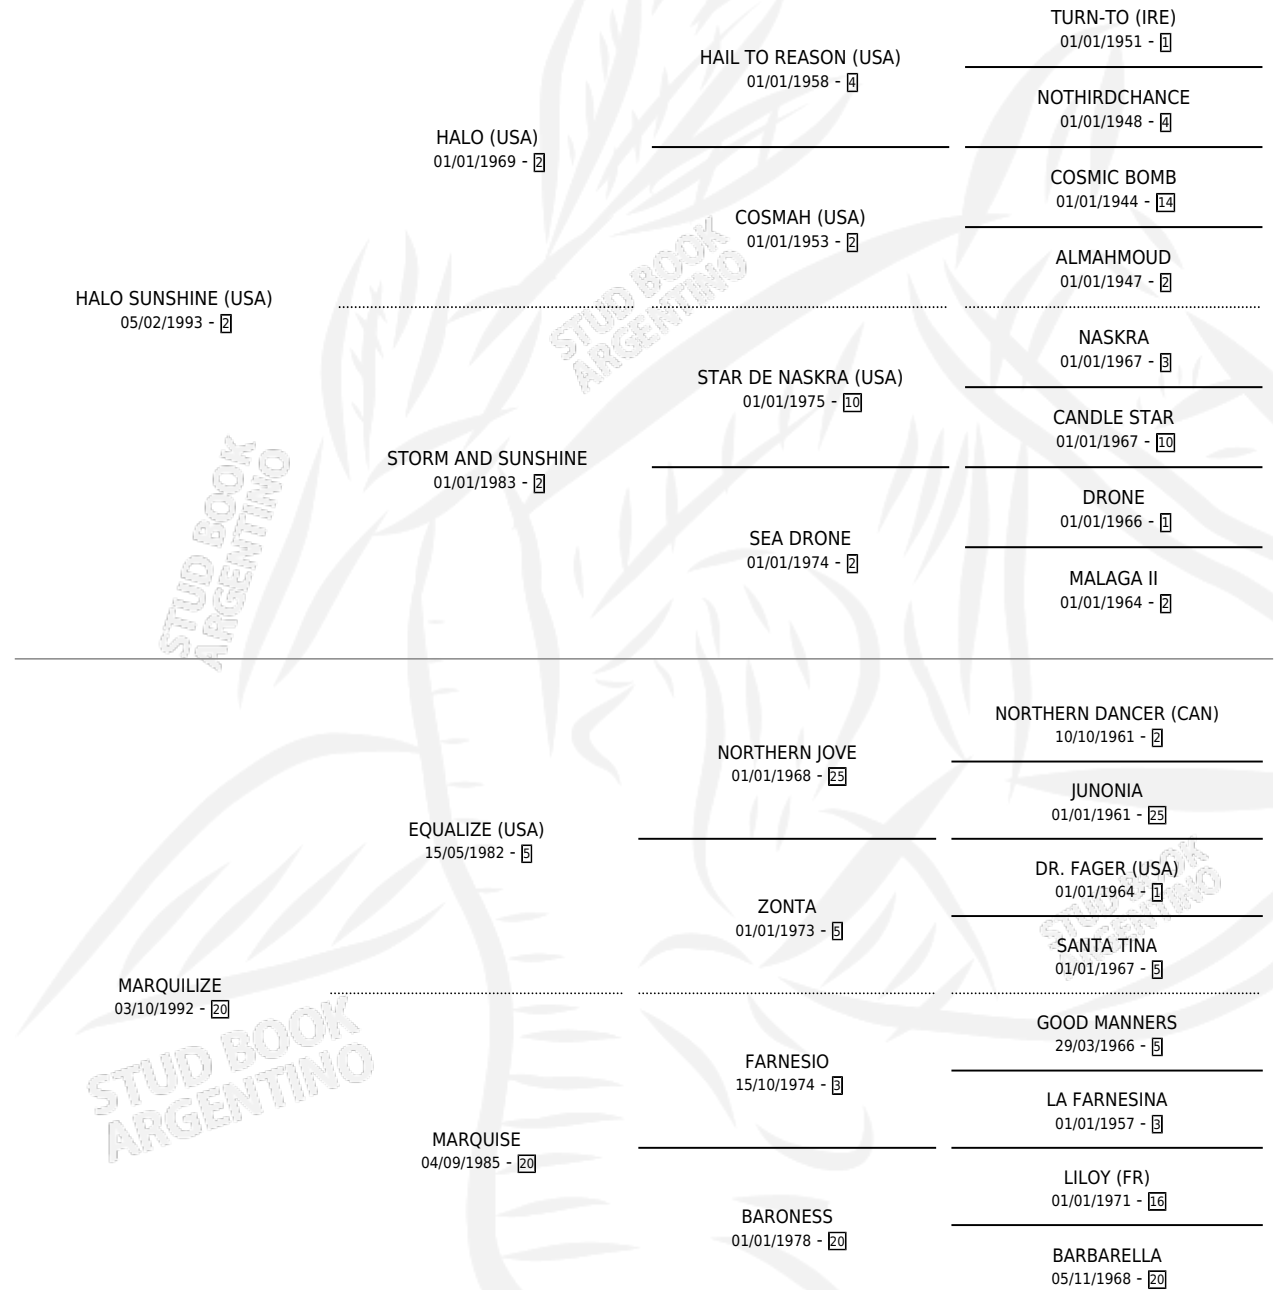 TURN-TO (IRE)
01/01/1951 - 1
HAIL TO REASON (USA)
01/01/1958 - 4
NOTHIRDCHANCE
01/01/1948 - 4
HALO (USA)
01/01/1969 - 2
COSMIC BOMB
01/01/1944 - 14
COSMAH (USA)
01/01/1953 - 2
ALMAHMOUD
01/01/1947 - 2
HALO SUNSHINE (USA)
05/02/1993 - 2
STUD BOOK
ARGENTINO
NASKRA
01/01/1967 - 3
STAR DE NASKRA (USA)
01/01/1975 - 10
CANDLE STAR
01/01/1967 - 10
STORM AND SUNSHINE
01/01/1983 - 2
DRONE
01/01/1966 - 1
SEA DRONE
01/01/1974 - 2
MALAGA II
01/01/1964 - 2
STUD BOOK
ARGENTINO
NORTHERN DANCER (CAN)
10/10/1961 - 2
NORTHERN JOVE
01/01/1968 - 25
JUNONIA
01/01/1961 - 25
EQUALIZE (USA)
15/05/1982 - 5
DR. FAGER (USA)
01/01/1964 - 1
ZONTA
01/01/1973 - 5
STUD BOOK
ARGENTINO
SANTA TINA
01/01/1967 - 5
MARQUILIZE
03/10/1992 - 20
GOOD MANNERS
29/03/1966 - 5
FARNESIO
15/10/1974 - 3
STUD BOOK
ARGENTINO
LA FARNESINA
01/01/1957 - 3
MARQUISE
04/09/1985 - 20
LILOY (FR)
01/01/1971 - 16
BARONESS
01/01/1978 - 20
BARBARELLA
05/11/1968 - 20